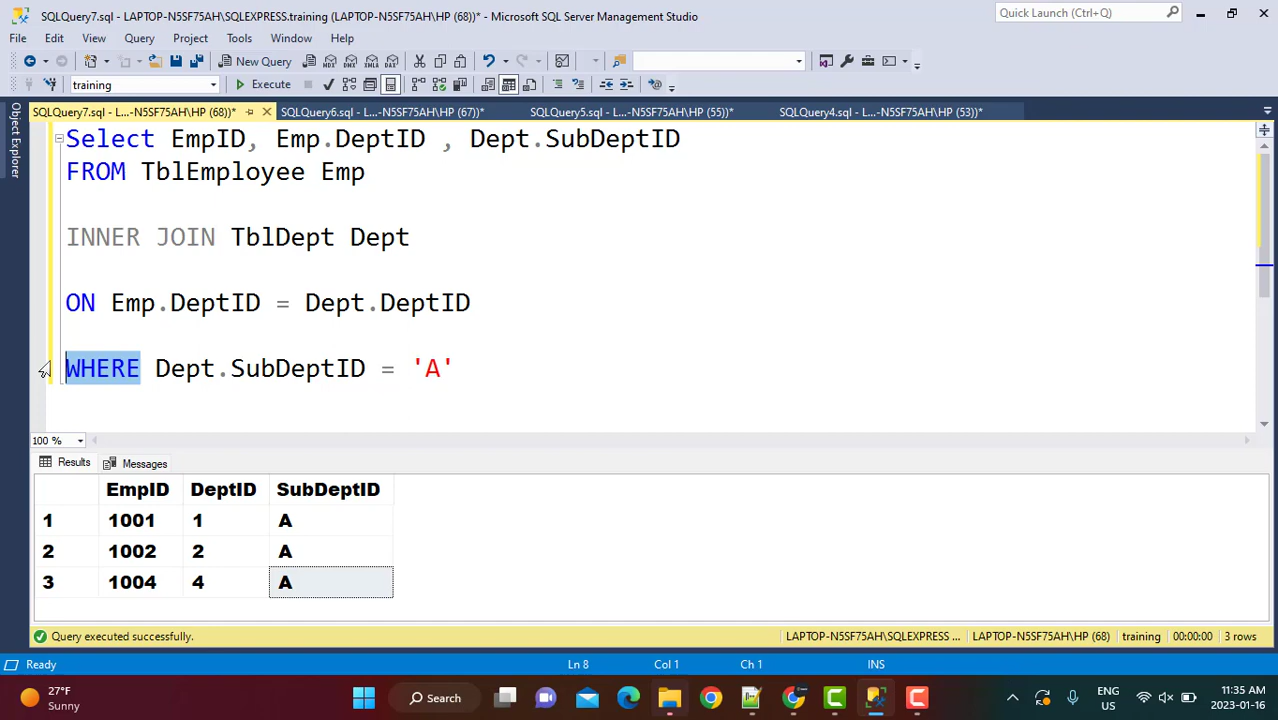 SQLQuery7.sql - LAPTOP-N5SF75AH\SQLEXPRESS.training (LAPTOP-N5SF75AH\HP (68))* - Microsoft SQL Server Management Studio
Quick Launch (Ctrl+Q)
File Edit View Query Project Tools Window Help
New Query
training Execute
SQLQuery7.sql - L...-N5SF75AH\HP (68))* SQLQuery6.sql - L...-N5SF75AH\HP (67))* SQLQuery5.sql - L...-N5SF75AH\HP (55))* SQLQuery4.sql - L...-N5SF75AH\HP (53))*
Object Explorer
Select EmpID, Emp.DeptID , Dept.SubDeptID
FROM TblEmployee Emp
INNER JOIN TblDept Dept
ON Emp.DeptID = Dept.DeptID
WHERE Dept.SubDeptID = 'A'
100 %
Results Messages
EmpID DeptID SubDeptID
1 1001 1 A
2 1002 2 A
3 1004 4 A
Query executed successfully. LAPTOP-N5SF75AH\SQLEXPRESS ... LAPTOP-N5SF75AH\HP (68) training 00:00:00 3 rows
Ready Ln 8 Col 1 Ch 1 INS
27°F
Sunny
Search
ENG
US
11:35 AM
2023-01-16